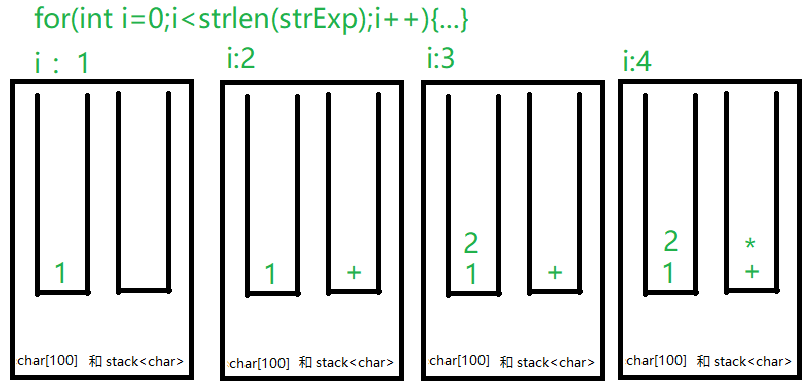 for(int i=0;i<strlen(strExp);i++){...}
i： 1
1
char[100] 和 stack<char>
i:2
1 +
char[100] 和 stack<char>
i:3
2
1 +
char[100] 和 stack<char>
i:4
2 *
1 +
char[100] 和 stack<char>